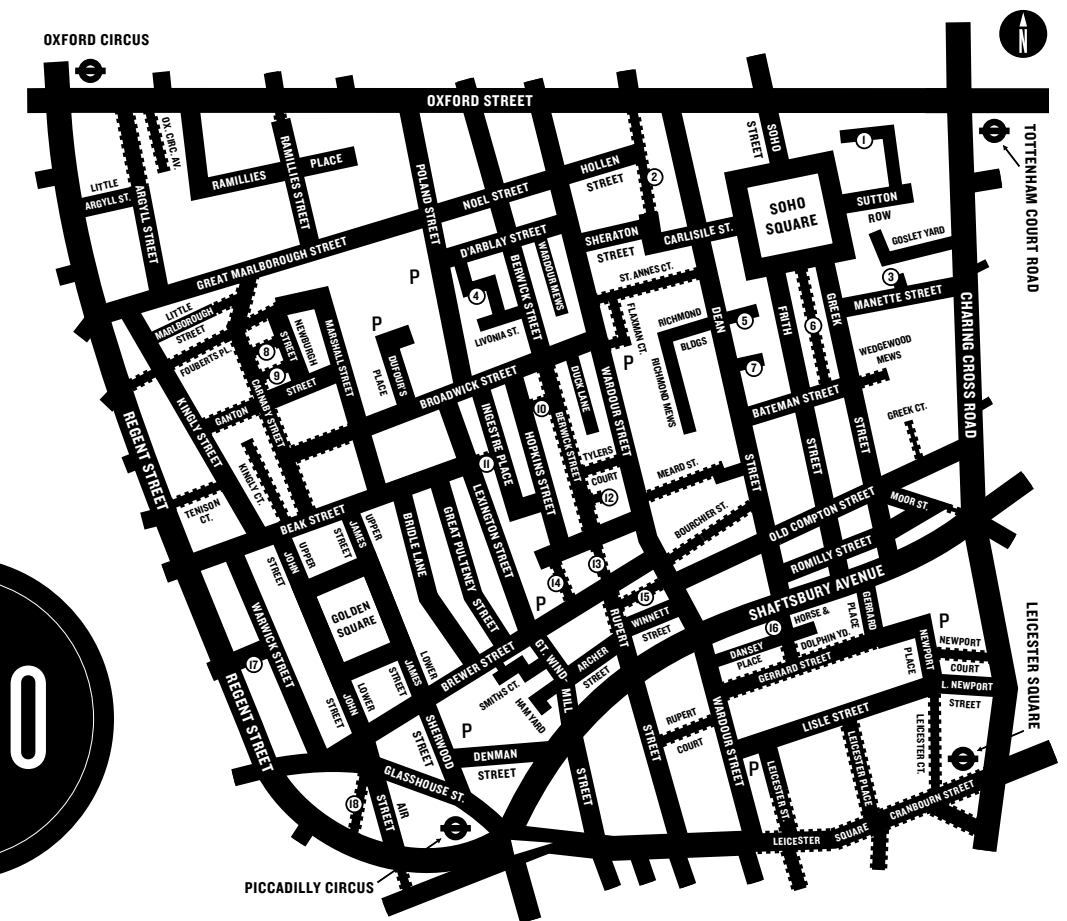 OXFORD CIRCUS
N
OXFORD STREET
TOTTENHAM COURT ROAD
OX. CIRC. AV.
LITTLE
ARGYLL ST.
ARGYLL STREET
RAMILLIES
PLACE
RAMILLIES STREET
POLAND STREET
NOEL STREET
HOLLEN
STREET
2
SOHO
STREET
1
SOHO
SQUARE
SUTTON
ROW
GOSLET YARD
GREAT MARLBOROUGH STREET
D'ARBLAY STREET
SHERATON
STREET
CARLISILE ST.
ST. ANNES CT.
BERWICK STREET
WARDOUR MEWS
P
4
LIVONIA ST.
3
MANETTE STREET
LITTLE
MARLBOROUGH
STREET
FOUBERTS PL.
8
9
NEWBURGH
STREET
MARSHALL STREET
P
DUFOURS
PLACE
FLAXMAN CT.
RICHMOND
BLDGS
RICHMOND MEWS
DEAN
STREET
5
7
FRITH
STREET
6
GREEK
STREET
CHARING CROSS ROAD
WEDGEWOOD
MEWS
BATEMAN STREET
GREEK CT.
P
REGENT STREET
KINGLY STREET
GANTON
STREET
CARNABY STREET
KINGLY CT.
BROADWICK STREET
INGESTRE PLACE
10
HOPKINS STREET
BERWICK STREET
DUCK LANE
WARDOUR STREET
TYLERS
COURT
12
MEARD ST.
11
BOURCHIER ST.
OLD COMPTON STREET
MOOR ST.
ROMILLY STREET
TENISON
CT.
BEAK STREET
UPPER
JOHN
STREET
UPPER
JAMES
STREET
BRIDLE LANE
GREAT PULTENEY STREET
LEXINGTON STREET
13
14
P
15
WINNETT
STREET
RUPERT
STREET
SHAFTSBURY AVENUE
GOLDEN
SQUARE
WARWICK STREET
17
REGENT STREET
LOWER
JOHN
STREET
LOWER
JAMES
STREET
BREWER STREET
GT. WIND-
MILL
STREET
ARCHER
STREET
SMITHS CT.
HAM YARD
16
HORSE &
DOLPHIN YD.
GERRARD
PLACE
DANSEY
PLACE
GERRARD STREET
NEWPORT
PLACE
P
NEWPORT
COURT
L. NEWPORT
STREET
LEICESTER SQUARE
RUPERT
COURT
WARDOUR STREET
LISLE STREET
LEICESTER CT.
SHERWOOD
STREET
P
DENMAN
STREET
GLASSHOUSE ST.
18
AIR
STREET
P
LEICESTER ST.
LEICESTER PLACE
CRANBOURN STREET
LEICESTER
SQUARE
PICCADILLY CIRCUS